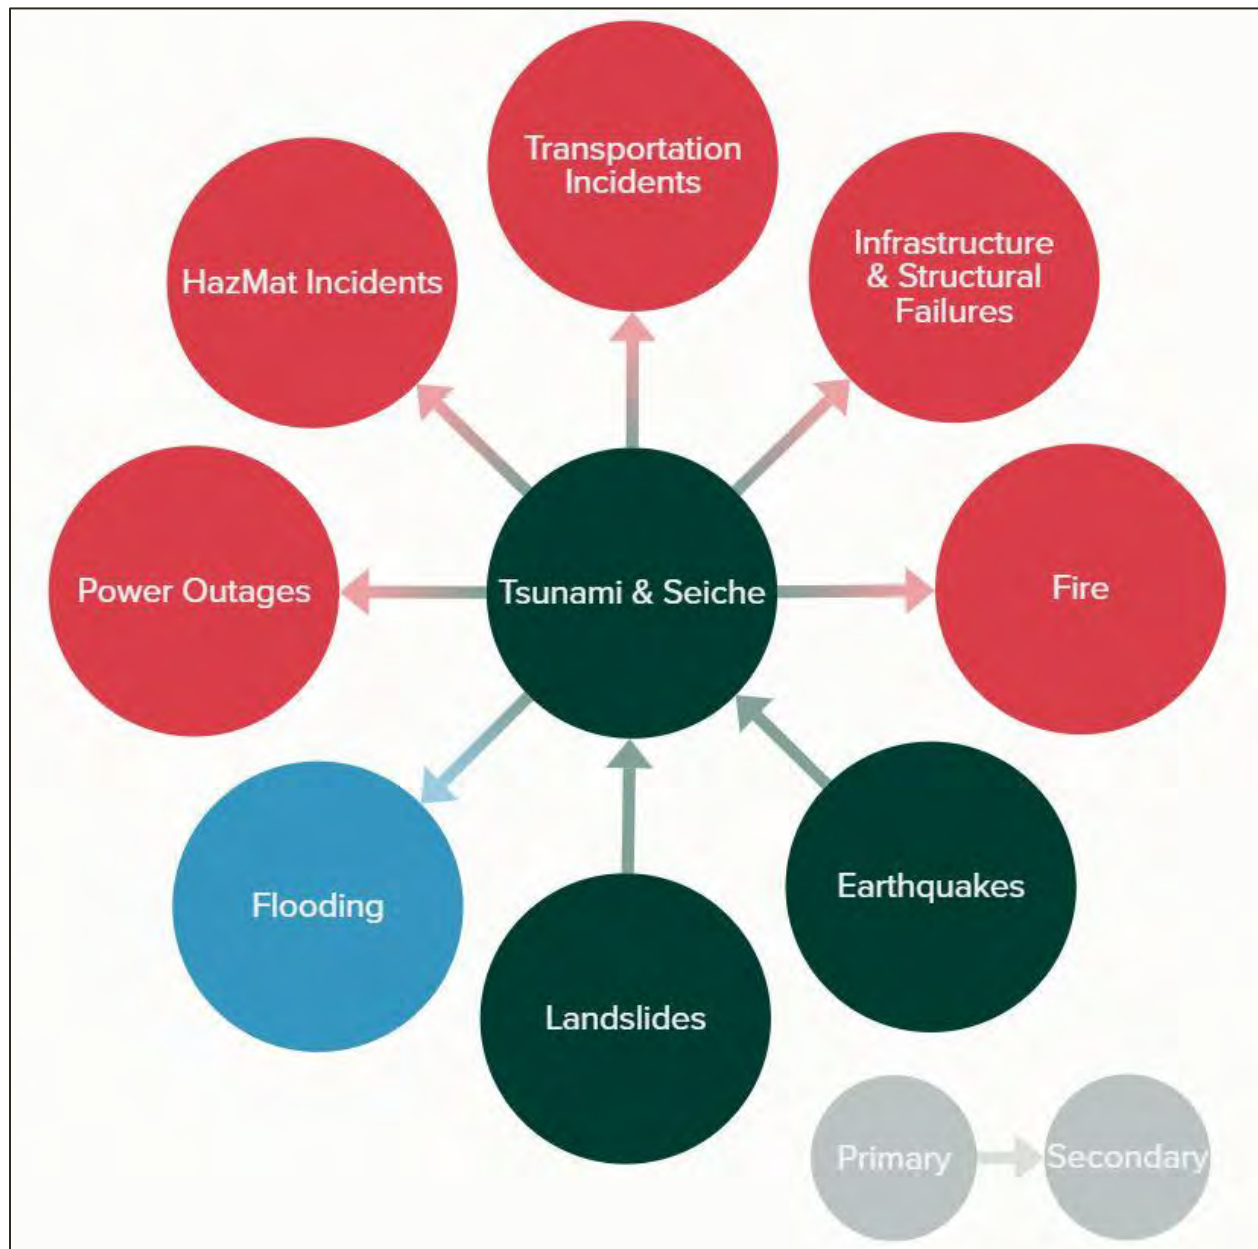 Transportation
Incidents
HazMat Incidents
Infrastructure
& Structural
Failures
Power Outages
Tsunami & Seiche
Fire
Flooding
Earthquakes
Landslides
Primary
Secondary